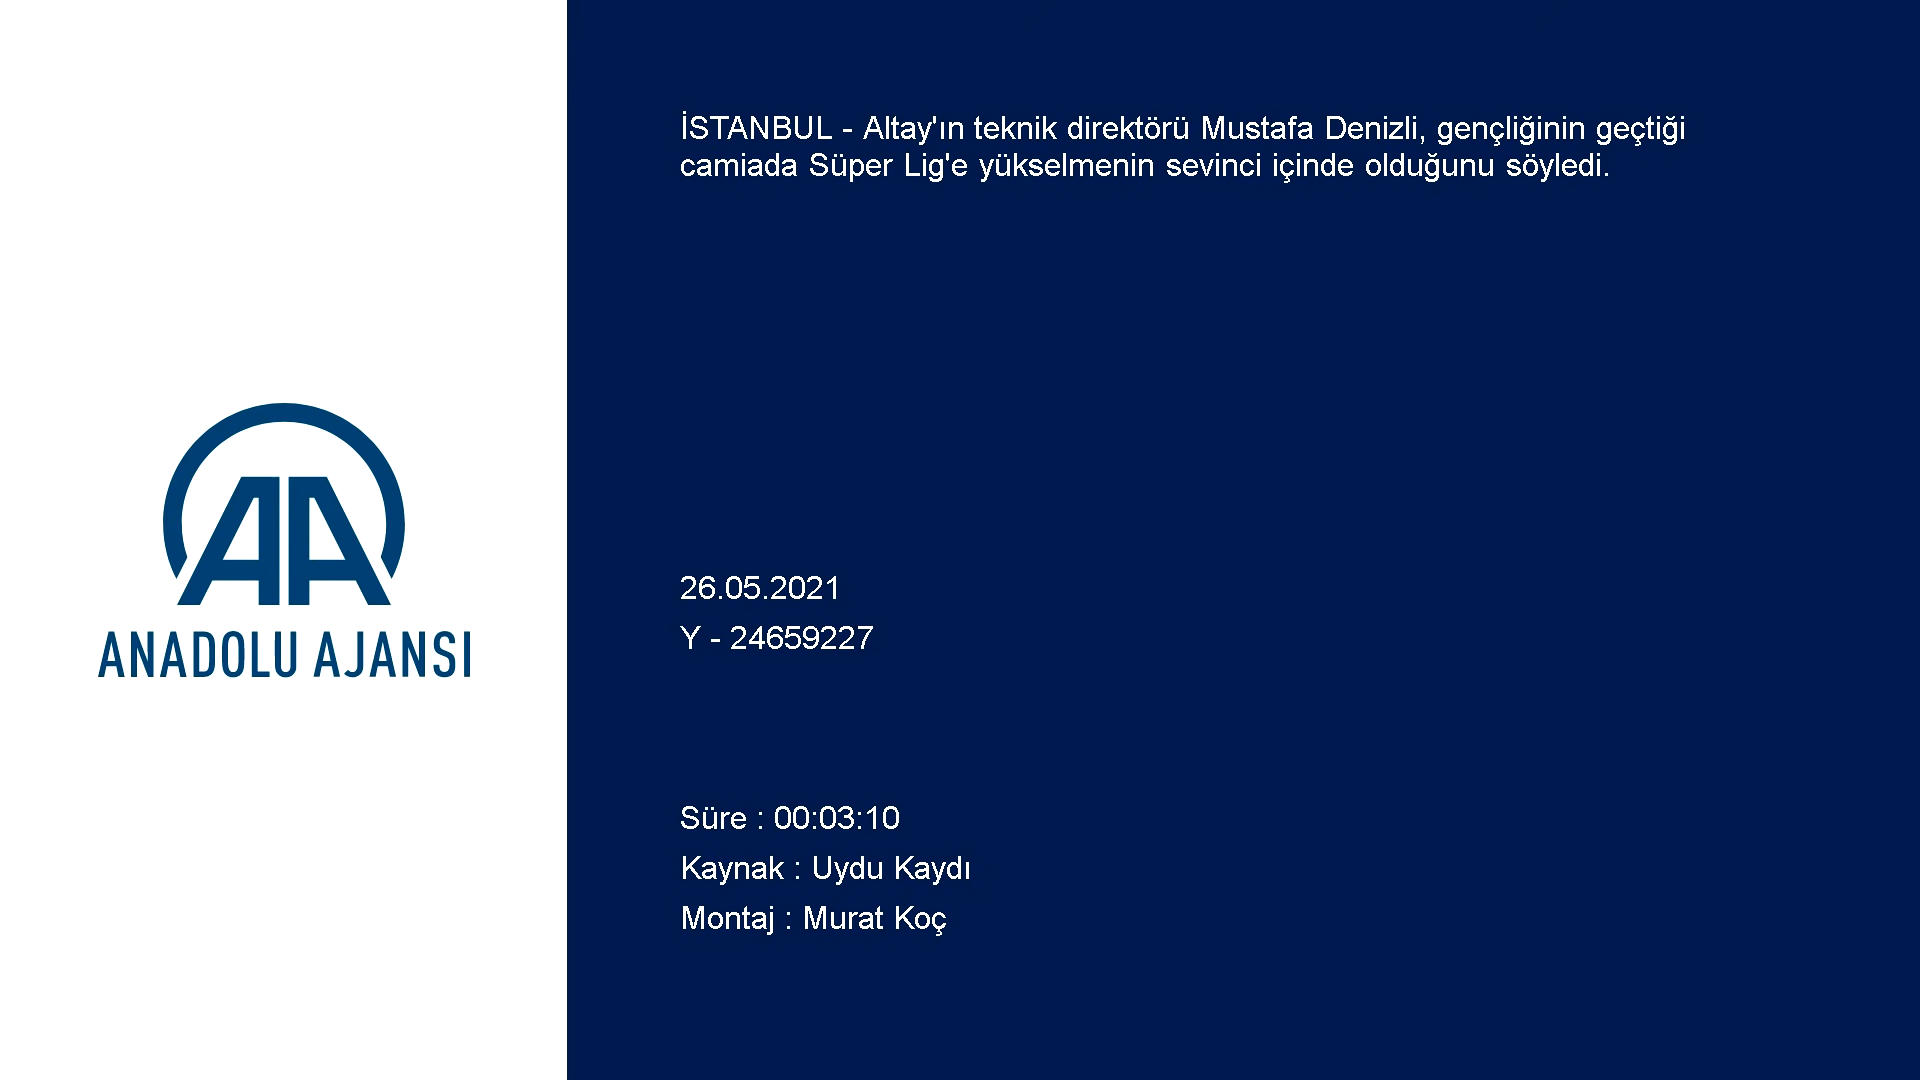 İSTANBUL - Altay'ın teknik direktörü Mustafa Denizli, gençliğinin geçtiği
camiada Süper Lig'e yükselmenin sevinci içinde olduğunu söyledi.
AA
ANADOLU AJANSI
26.05.2021
Y - 24659227
Süre : 00:03:10
Kaynak : Uydu Kaydı
Montaj : Murat Koç